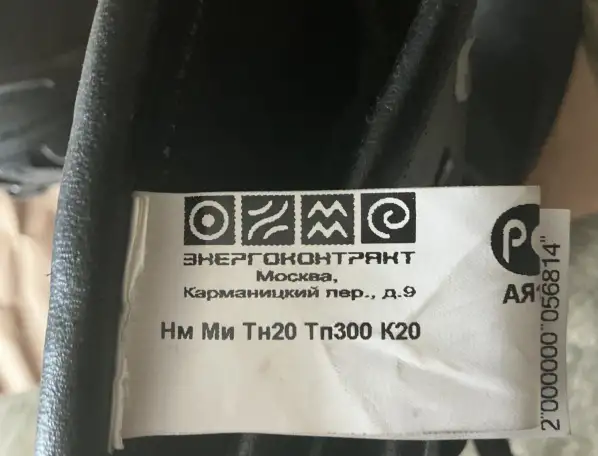 ЭНЕРГОКОНТРАКТ
Москва,
Карманицкий пер., д.9
Нм Ми Тн20 Тп300 К20
Р
АЯ
2"000000"056814"